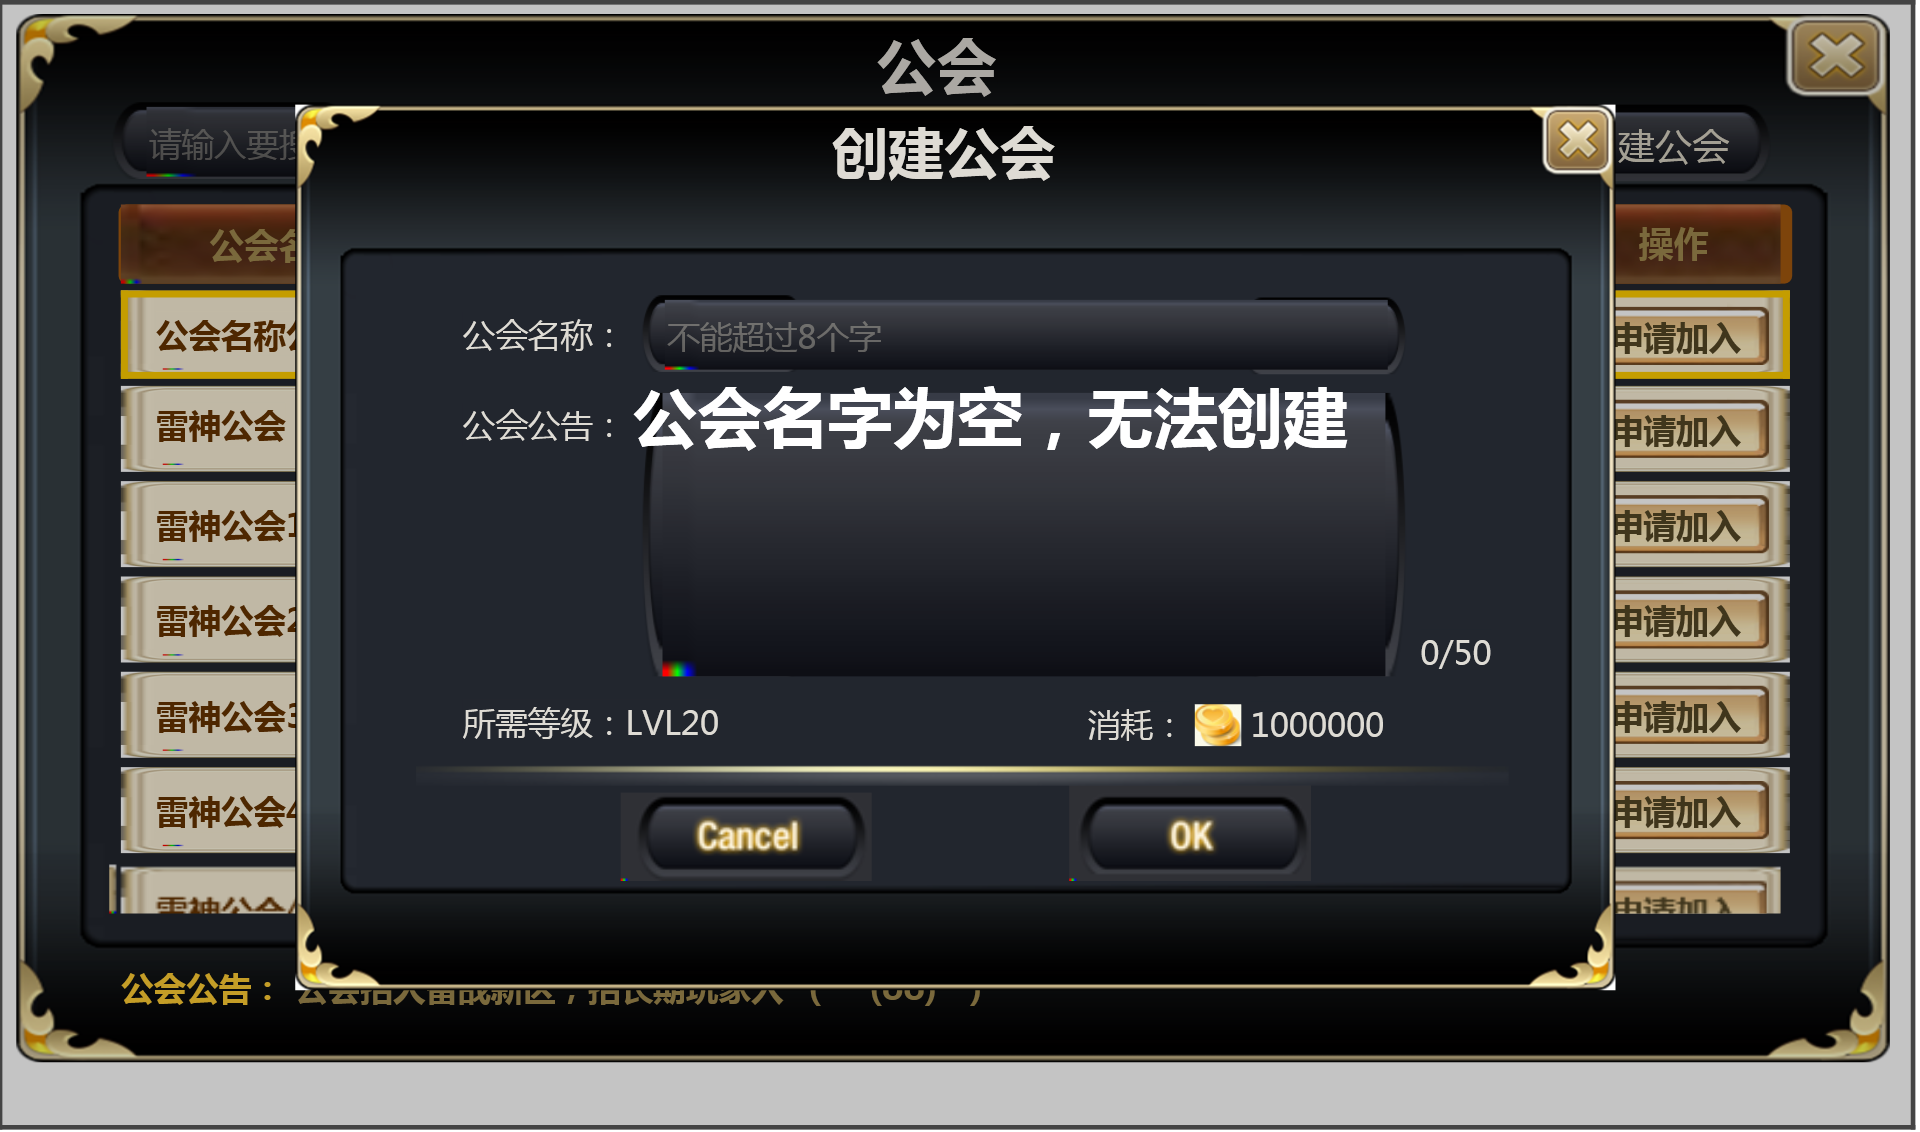 公会
请输入要
创建公会
建公会
公会
操作
公会名称：
不能超过8个字
公会名称
申请加入
公会公告：
公会名字为空，无法创建
雷神公会
申请加入
雷神公会1
申请加入
雷神公会2
申请加入
0/50
雷神公会3
所需等级：LVL20
消耗：
1000000
申请加入
雷神公会4
Cancel
OK
申请加入
雷神公会
申请加入
公会公告：